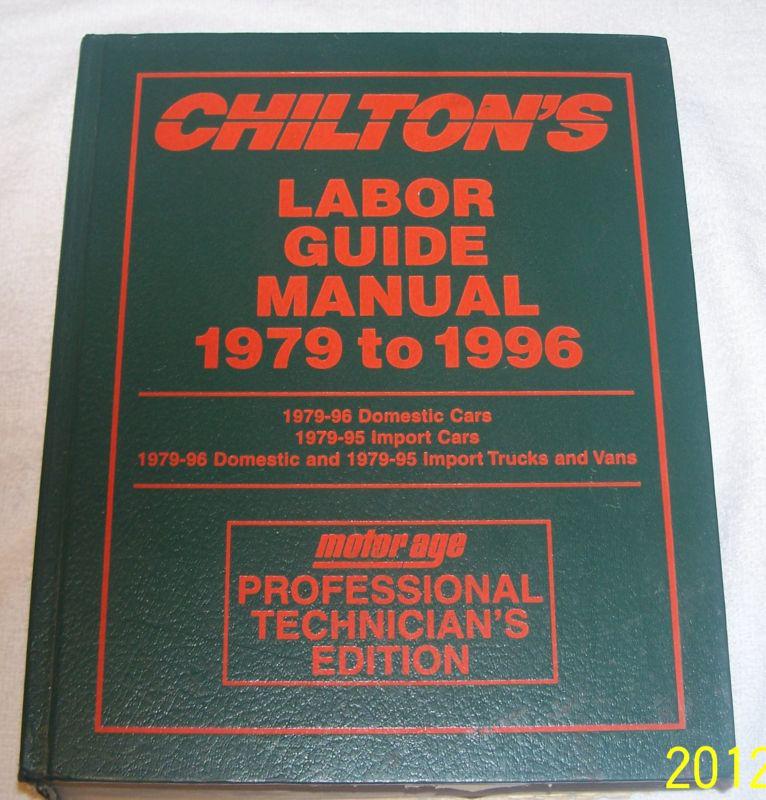 CHILTON'S
LABOR
GUIDE
MANUAL
1979 to 1996
1979-96 Domestic Cars
1979-95 Import Cars
1979-96 Domestic and 1979-95 Import Trucks and Vans
motor age
PROFESSIONAL
TECHNICIAN'S
EDITION
2012